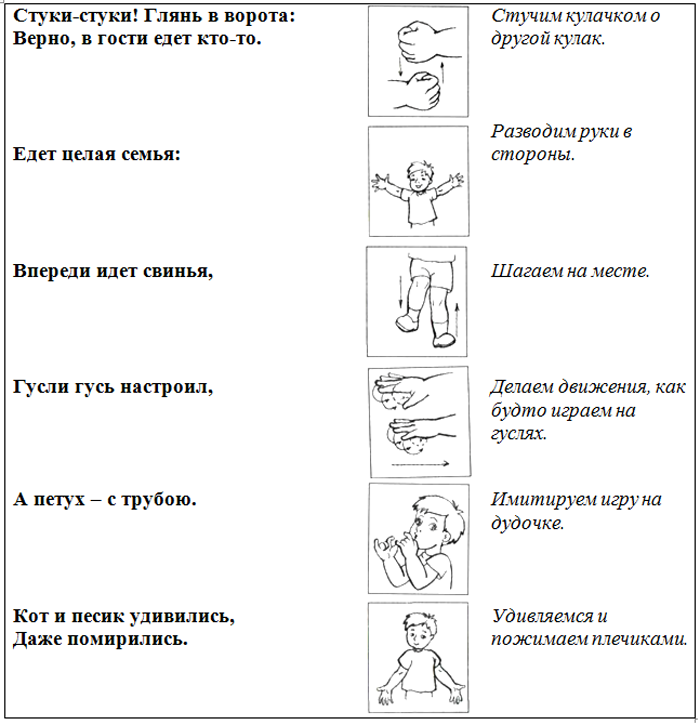 Стуки-стуки! Глянь в ворота:
Верно, в гости едет кто-то.
Стучим кулачком о
другой кулак.
Едет целая семья:
Разводим руки в
стороны.
Впереди идет свинья,
Шагаем на месте.
Гусли гусь настроил,
Делаем движения, как
будто играем на
гуслях.
А петух – с трубою.
Имитируем игру на
дудочке.
Кот и песик удивились,
Даже помирились.
Удивляемся и
пожимаем плечиками.